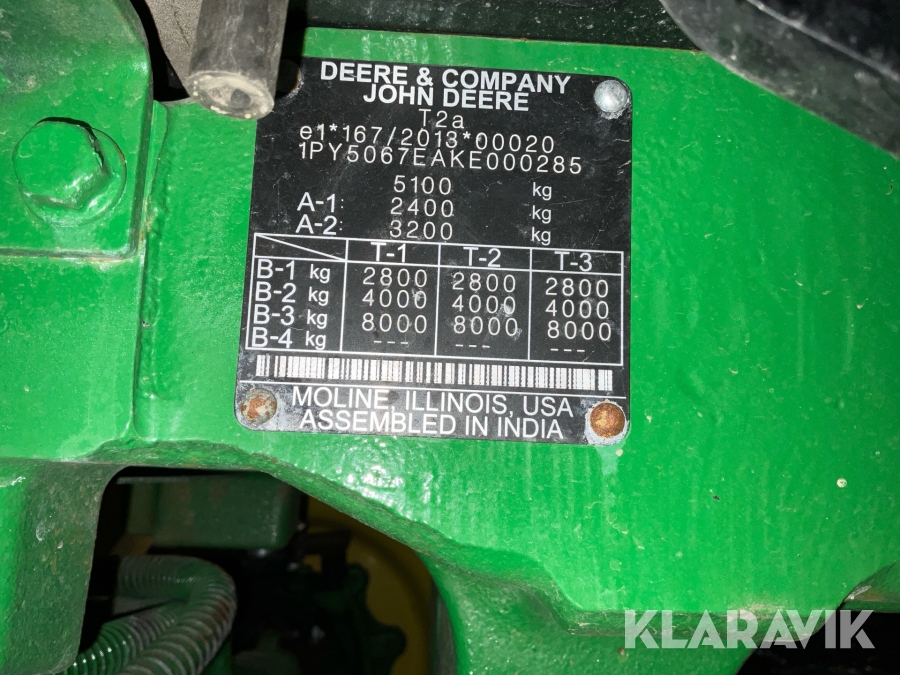 DEERE & COMPANY
JOHN DEERE
T2a
e1*167/2013*00020
1PY5067EAKE000285
5100 kg
A-1: 2400 kg
A-2: 3200 kg
T-1 T-2 T-3
B-1 kg 2800 2800 2800
B-2 kg 4000 4000 4000
B-3 kg 8000 8000 8000
B-4 kg --- --- ---
MOLINE, ILLINOIS, USA
ASSEMBLED IN INDIA
KLARAVIK